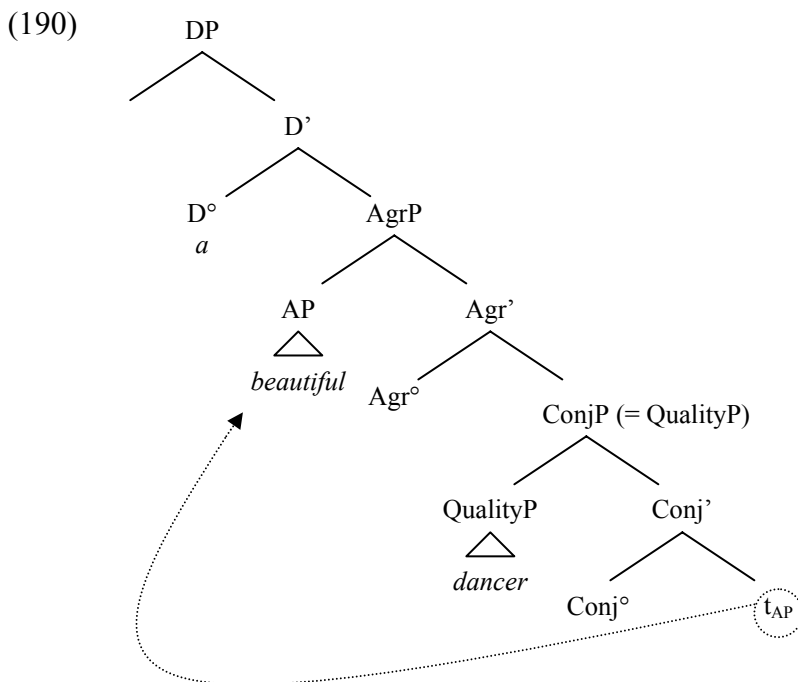 (190) DP
D’
D° AgrP
a
AP Agr’
beautiful Agr°
ConjP (= QualityP)
QualityP Conj’
dancer
Conj° tAP